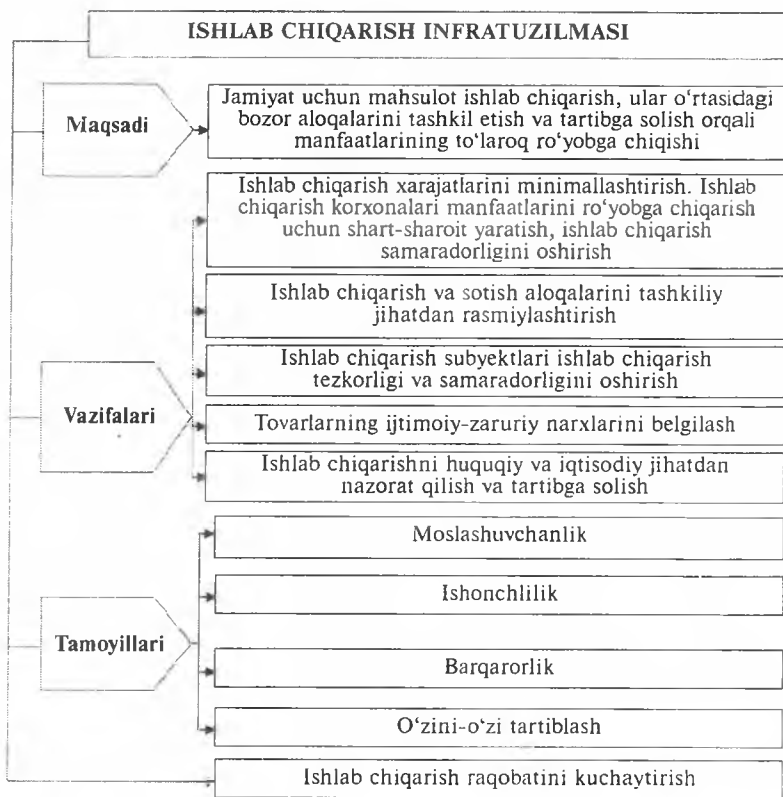 ISHLAB CHIQARISH INFRATUZILMASI
Maqsadi
Jamiyat uchun mahsulot ishlab chiqarish, ular o‘rtasidagi
bozor aloqalarini tashkil etish va tartibga solish orqali
manfaatlarining to‘laroq ro‘yobga chiqishi
Vazifalari
Ishlab chiqarish xarajatlarini minimallashtirish. Ishlab
chiqarish korxonalari manfaatlarini ro‘yobga chiqarish
uchun shart-sharoit yaratish, ishlab chiqarish
samaradorligini oshirish
Ishlab chiqarish va sotish aloqalarini tashkiliy
jihatdan rasmiylashtirish
Ishlab chiqarish subyektlari ishlab chiqarish
tezkorligi va samaradorligini oshirish
Tovarlarning ijtimoiy-zaruriy narxlarini belgilash
Ishlab chiqarishni huquqiy va iqtisodiy jihatdan
nazorat qilish va tartibga solish
Tamoyillari
Moslashuvchanlik
Ishonchlilik
Barqarorlik
O‘zini-o‘zi tartiblash
Ishlab chiqarish raqobatini kuchaytirish